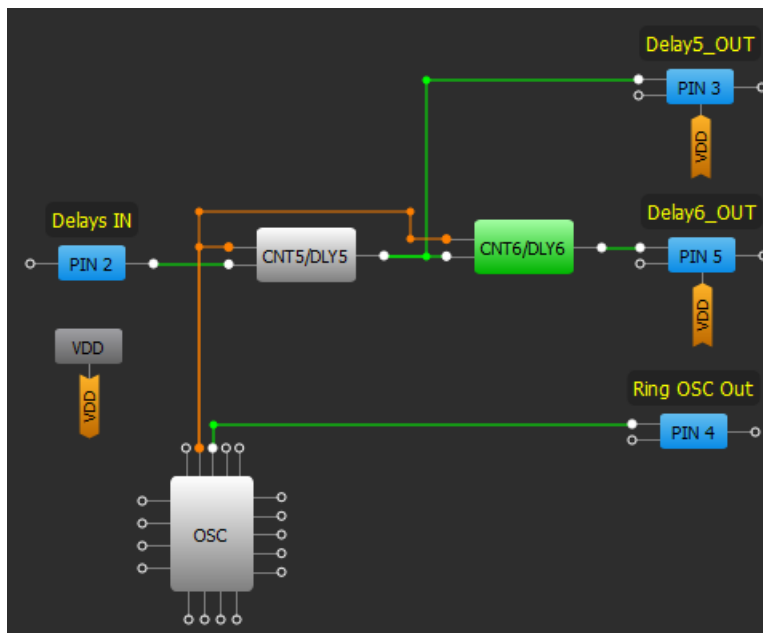 Delay5_OUT
PIN 3
VDD
Delays IN
Delay6_OUT
PIN 2
CNT5/DLY5
CNT6/DLY6
PIN 5
VDD
VDD
VDD
Ring OSC Out
PIN 4
OSC